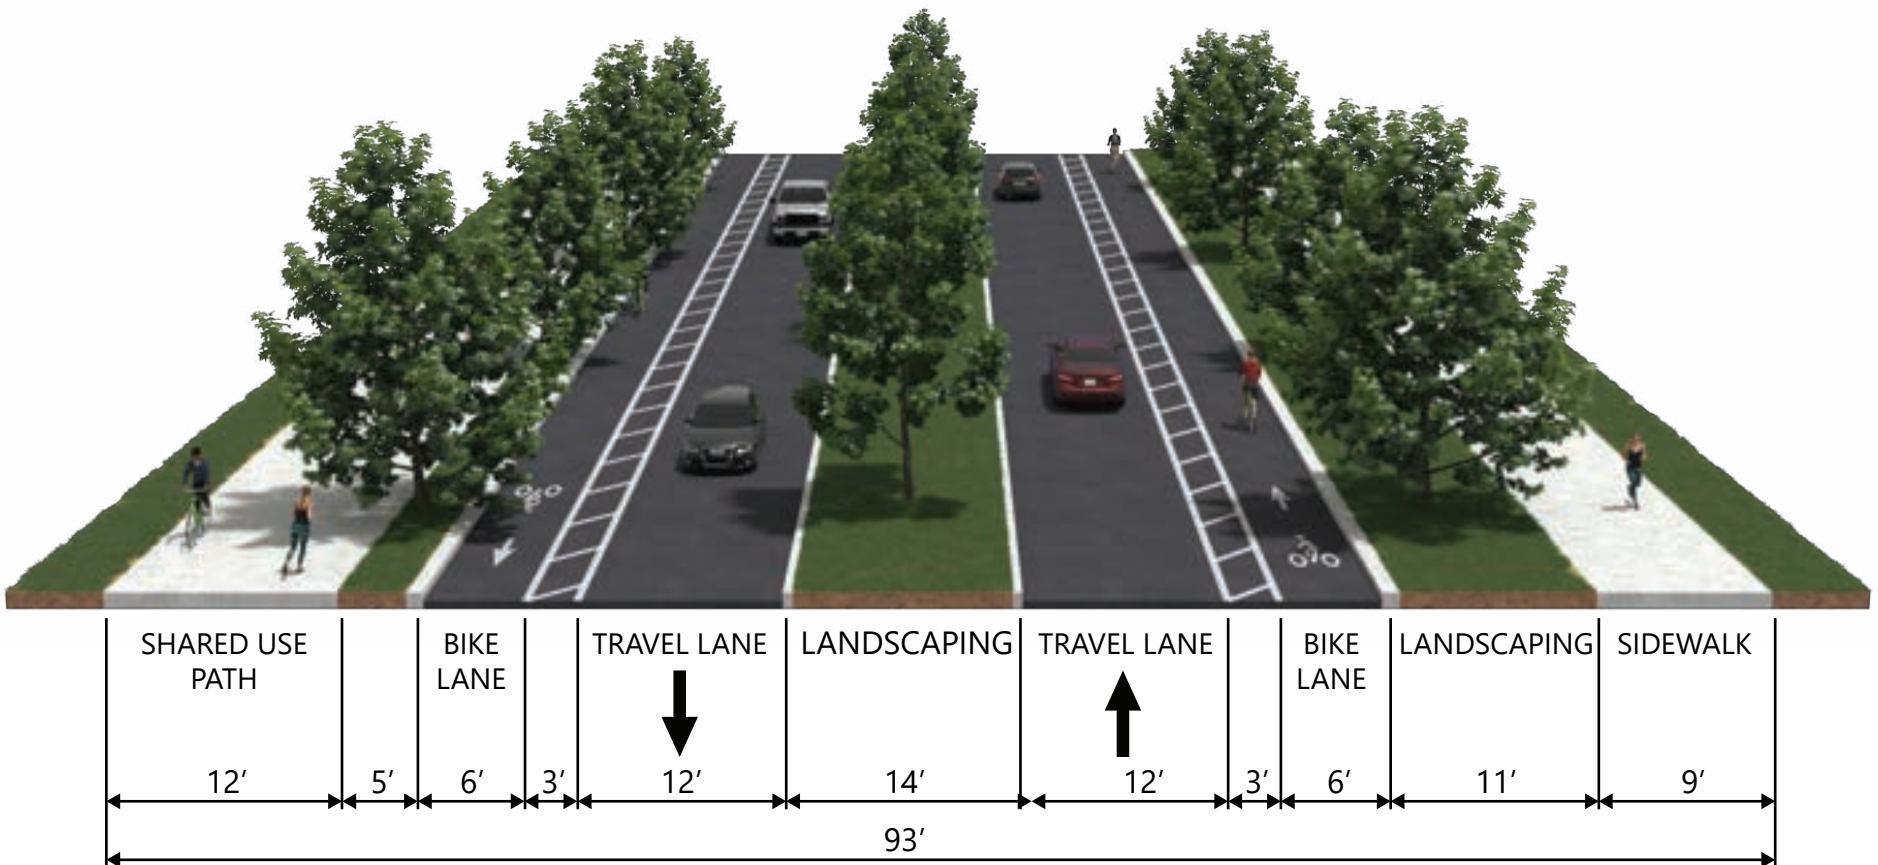 SHARED USE
PATH
BIKE
LANE
TRAVEL LANE
LANDSCAPING
TRAVEL LANE
BIKE
LANE
LANDSCAPING
SIDEWALK
12’ 5’ 6’ 3’ 12’ 14’ 12’ 3’ 6’ 11’ 9’
93’